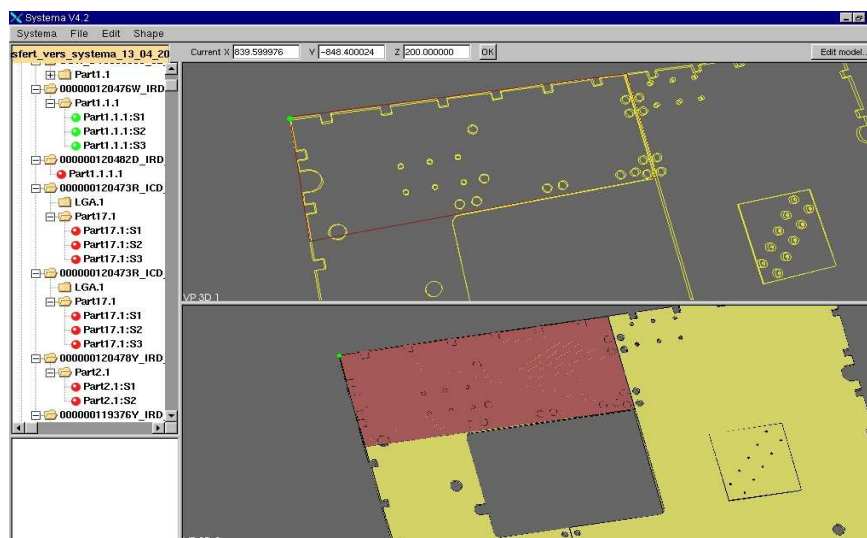 Systema V4.2
Systema File Edit Shape
sfert_vers_systema_13_04_20
Current X 839.599976 Y -848.400024 Z 200.000000 OK Edit model...
Part1.1
000000120476W_IRD
Part1.1.1
Part1.1.1:S1
Part1.1.1:S2
Part1.1.1:S3
000000120482D_IRD
Part1.1.1.1
000000120473R_ICD
LGA.1
Part17.1
Part17.1:S1
Part17.1:S2
Part17.1:S3
000000120473R_ICD
LGA.1
Part17.1
Part17.1:S1
Part17.1:S2
Part17.1:S3
000000120478Y_IRD
Part2.1
Part2.1:S1
Part2.1:S2
000000119376Y_IRD
VP 3D 1